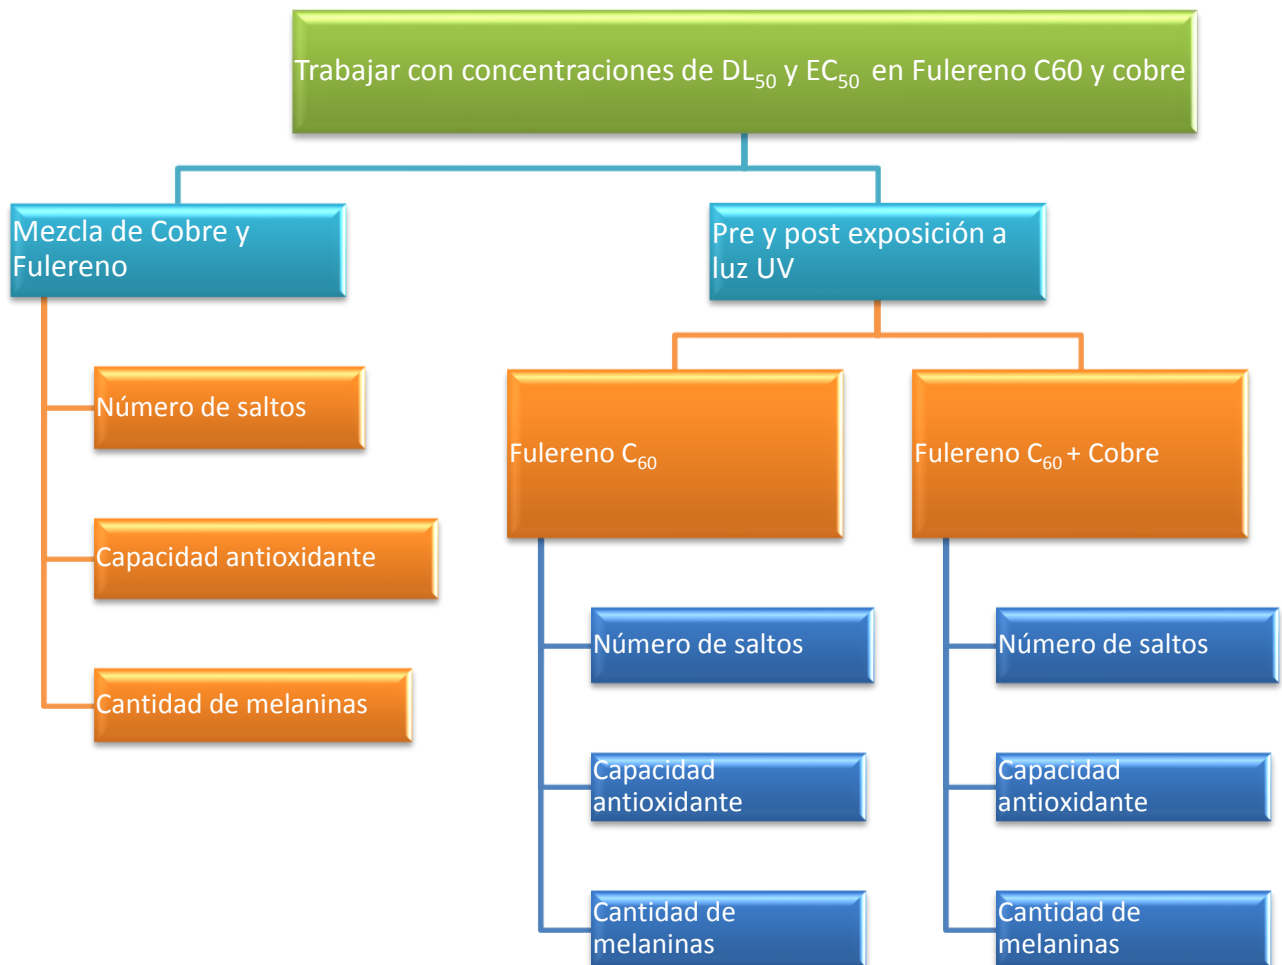 Trabajar con concentraciones de DL₅₀ y EC₅₀ en Fulereno C60 y cobre
Mezcla de Cobre y
Fulereno
Número de saltos
Capacidad antioxidante
Cantidad de melaninas
Pre y post exposición a
luz UV
Fulereno C₆₀
Número de saltos
Capacidad
antioxidante
Cantidad de
melaninas
Fulereno C₆₀ + Cobre
Número de saltos
Capacidad
antioxidante
Cantidad de
melaninas